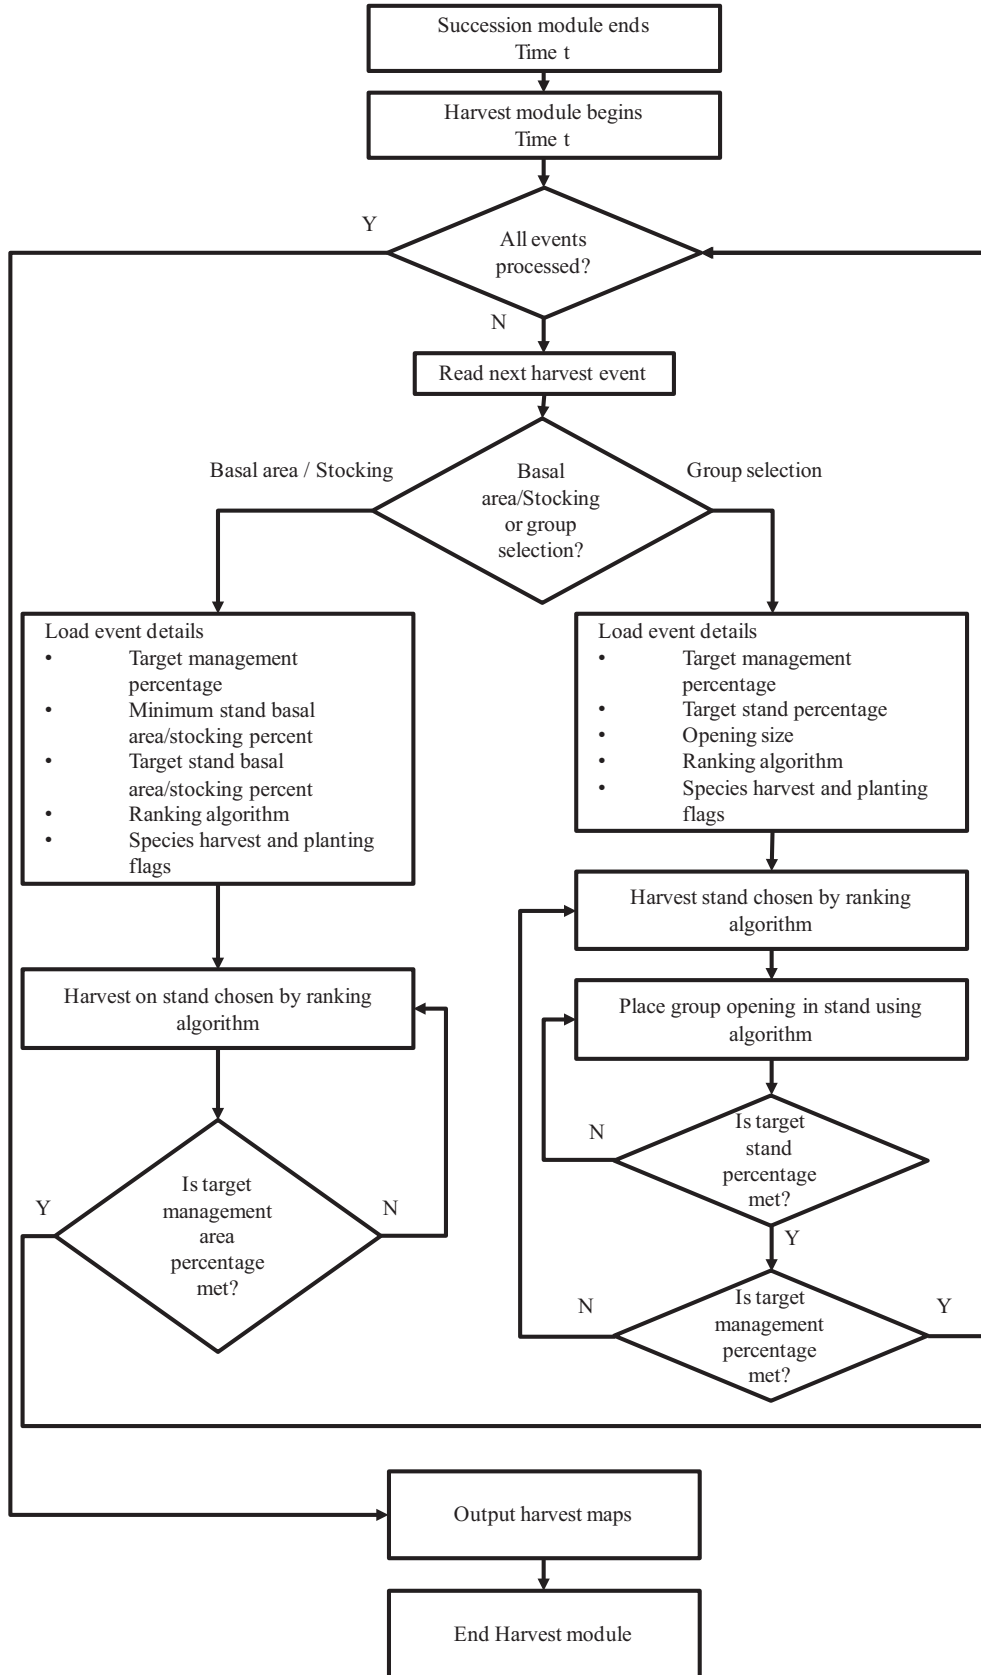 Succession module ends
Time t
Harvest module begins
Time t
Y
All events
processed?
N
Read next harvest event
Basal area / Stocking
Basal
area/Stocking
or group
selection?
Group selection
Load event details
• Target management
percentage
• Minimum stand basal
area/stocking percent
• Target stand basal
area/stocking percent
• Ranking algorithm
• Species harvest and planting
flags
Load event details
• Target management
percentage
• Target stand percentage
• Opening size
• Ranking algorithm
• Species harvest and planting
flags
Harvest stand chosen by ranking
algorithm
Harvest on stand chosen by ranking
algorithm
Place group opening in stand using
algorithm
N
Is target
stand
percentage
met?
Y
Y
Is target
management
area
percentage
met?
N
N
Is target
management
percentage
met?
Y
Output harvest maps
End Harvest module